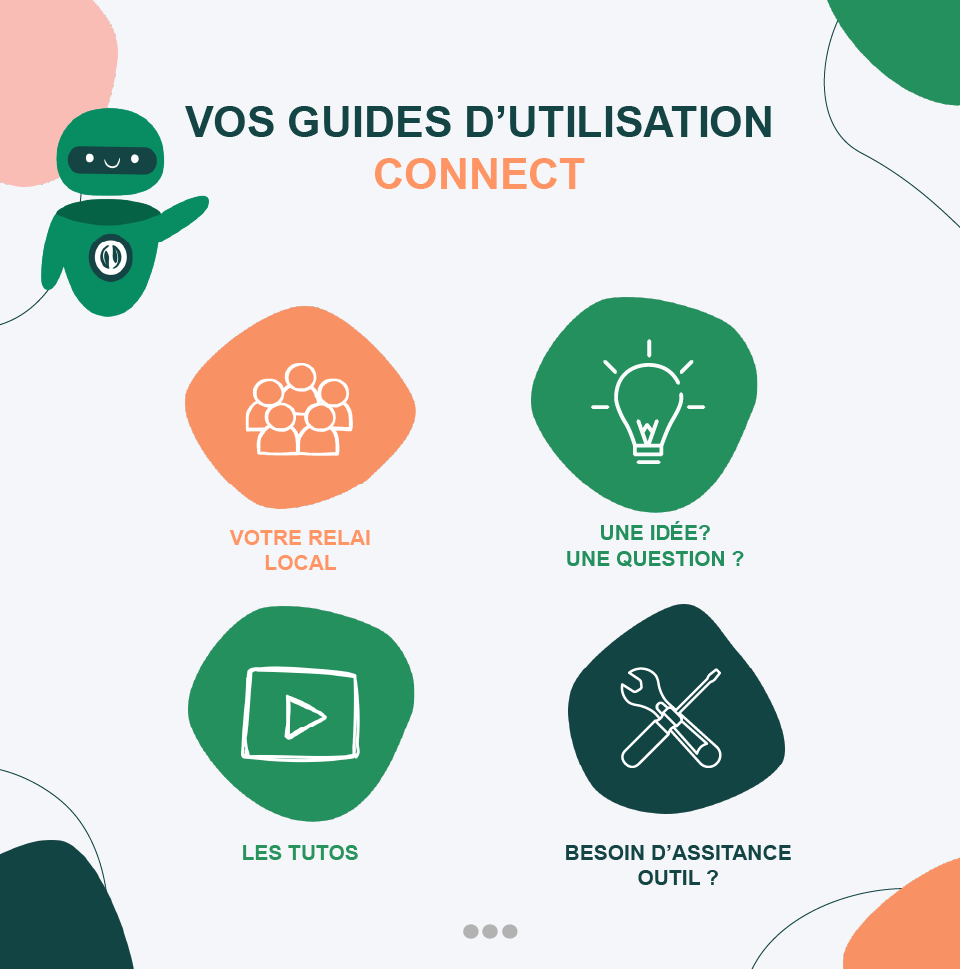 VOS GUIDES D’UTILISATION
CONNECT
VOTRE RELAI
LOCAL
UNE IDÉE?
UNE QUESTION ?
LES TUTOS
BESOIN D’ASSITANCE
OUTIL ?